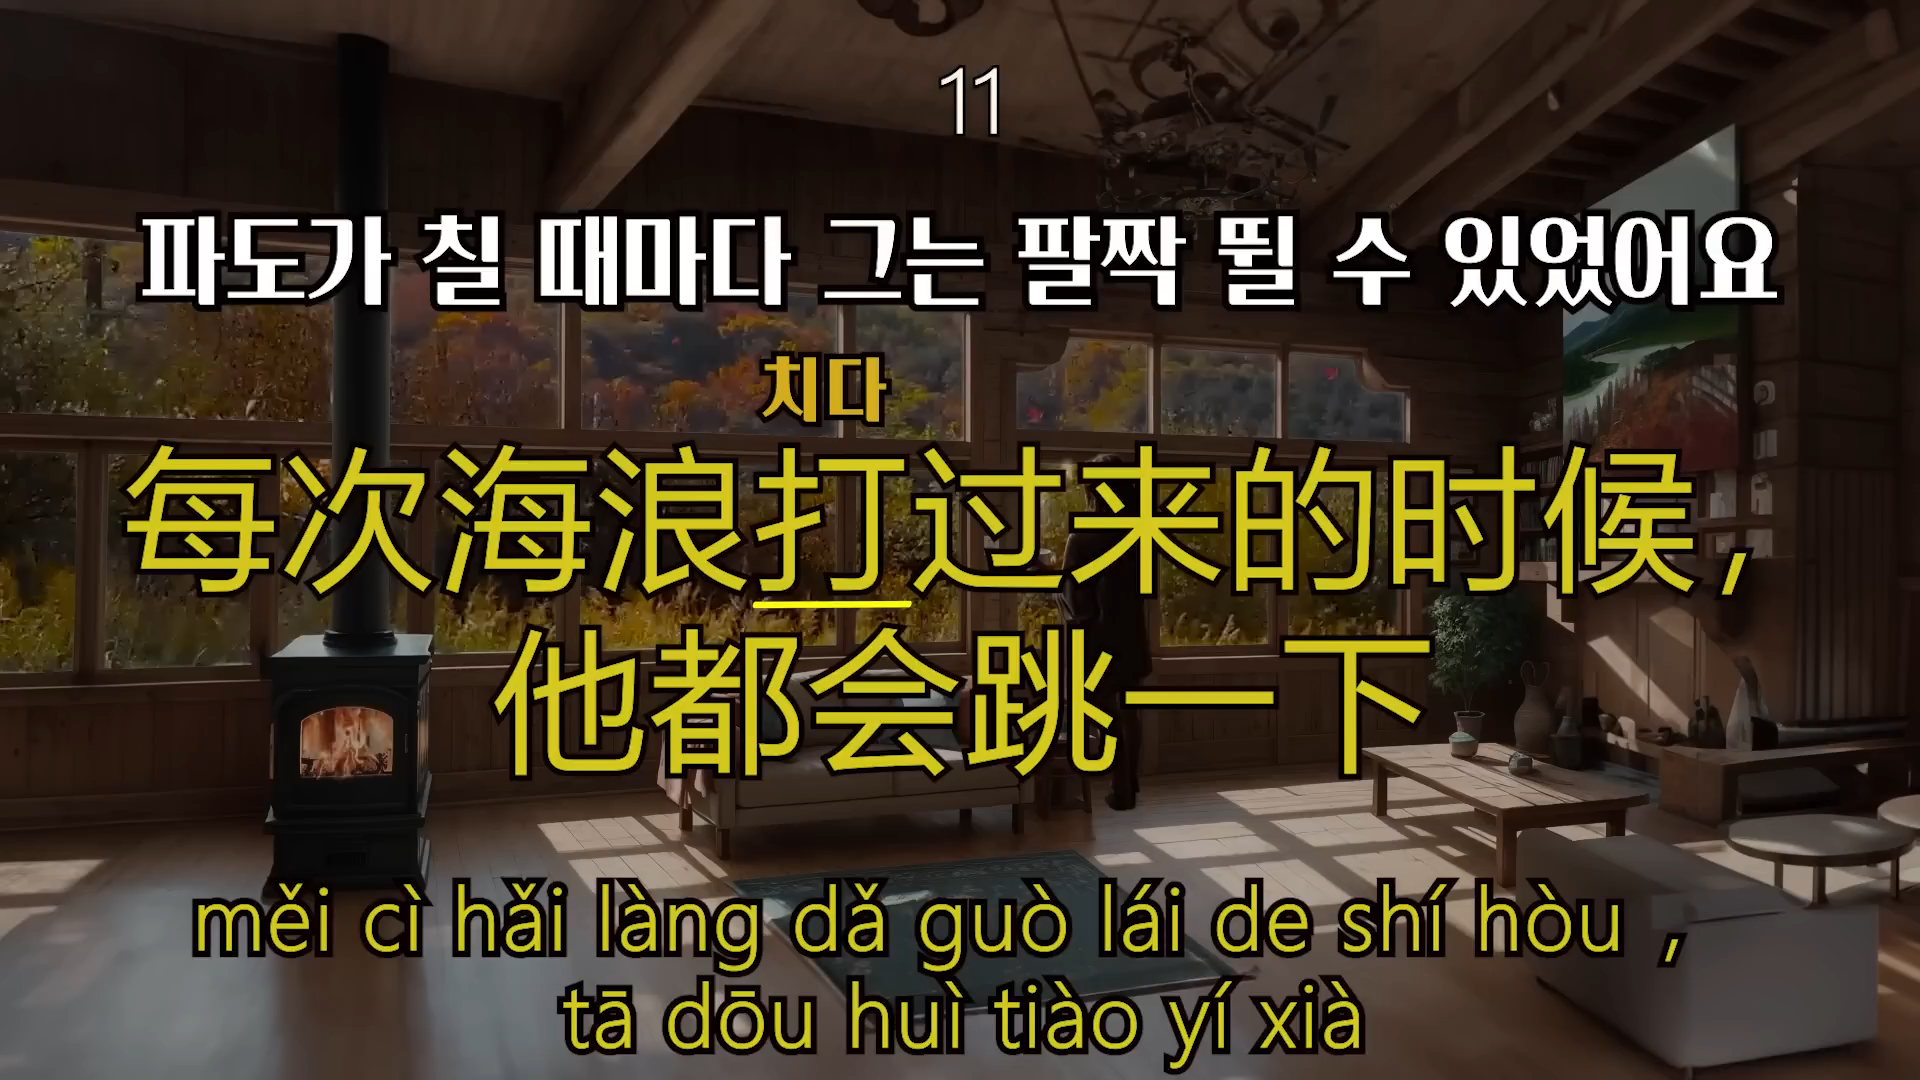 11
파도가 칠 때마다 그는 팔짝 뛸 수 있었어요
치다
每次海浪打过来的时候，
他都会跳一下
měi cì hǎi làng dǎ guò lái de shí hòu ,
tā dōu huì tiào yí xià